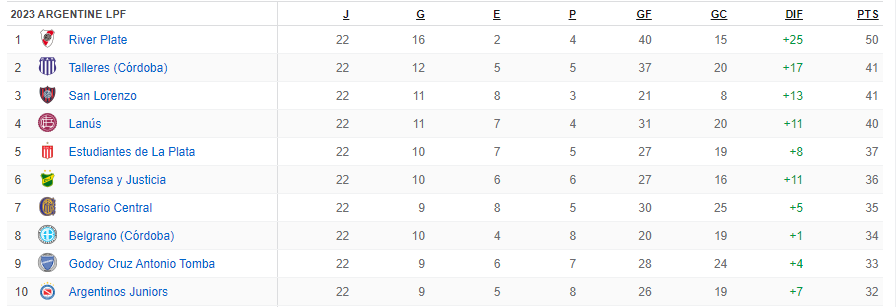 2023 ARGENTINE LPF J G E P GF GC DIF PTS
1 River Plate 22 16 2 4 40 15 +25 50
2 Talleres (Córdoba) 22 12 5 5 37 20 +17 41
3 San Lorenzo 22 11 8 3 21 8 +13 41
4 Lanús 22 11 7 4 31 20 +11 40
5 Estudiantes de La Plata 22 10 7 5 27 19 +8 37
6 Defensa y Justicia 22 10 6 6 27 16 +11 36
7 Rosario Central 22 9 8 5 30 25 +5 35
8 Belgrano (Córdoba) 22 10 4 8 20 19 +1 34
9 Godoy Cruz Antonio Tomba 22 9 6 7 28 24 +4 33
10 Argentinos Juniors 22 9 5 8 26 19 +7 32